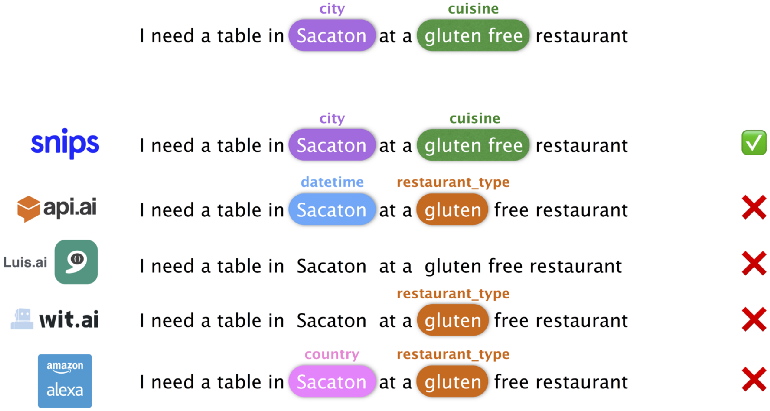 city cuisine
I need a table in Sacaton at a gluten free restaurant
city cuisine
snips I need a table in Sacaton at a gluten free restaurant
datetime restaurant_type
api.ai I need a table in Sacaton at a gluten free restaurant
Luis.ai I need a table in Sacaton at a gluten free restaurant
restaurant_type
wit.ai I need a table in Sacaton at a gluten free restaurant
country restaurant_type
amazon
alexa I need a table in Sacaton at a gluten free restaurant